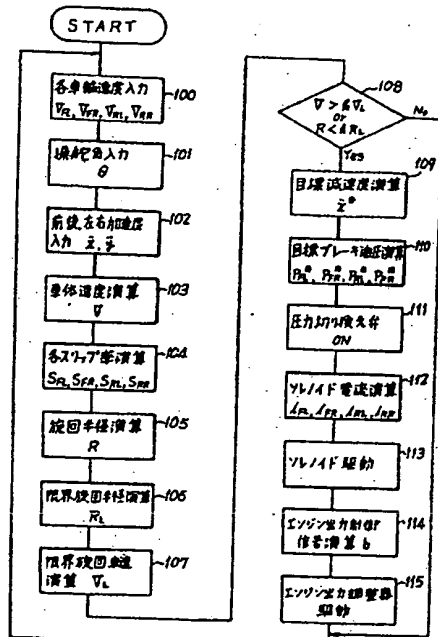 START
各車輪速度入力
V_FL, V_FR, V_RL, V_RR
100
操舵角入力
θ
101
前後左右加速度
入力 ẍ, ÿ
102
車体速度演算
V
103
各スリップ率演算
S_FL, S_FR, S_RL, S_RR
104
旋回半径演算
R
105
限界旋回半径演算
R_L
106
限界旋回車速
演算 V_L
107
108
V >
or
R <
No
Yes
109
目標減速度演算
ẍ*
目標ブレーキ液圧演算
110
圧力切り換え弁
ON
111
ソレノイド電流演算
i_FL, i_FR, i_RL, i_RR
112
ソレノイド駆動
113
エンジン出力制御
信号演算 b
114
エンジン出力調整器
駆動
115